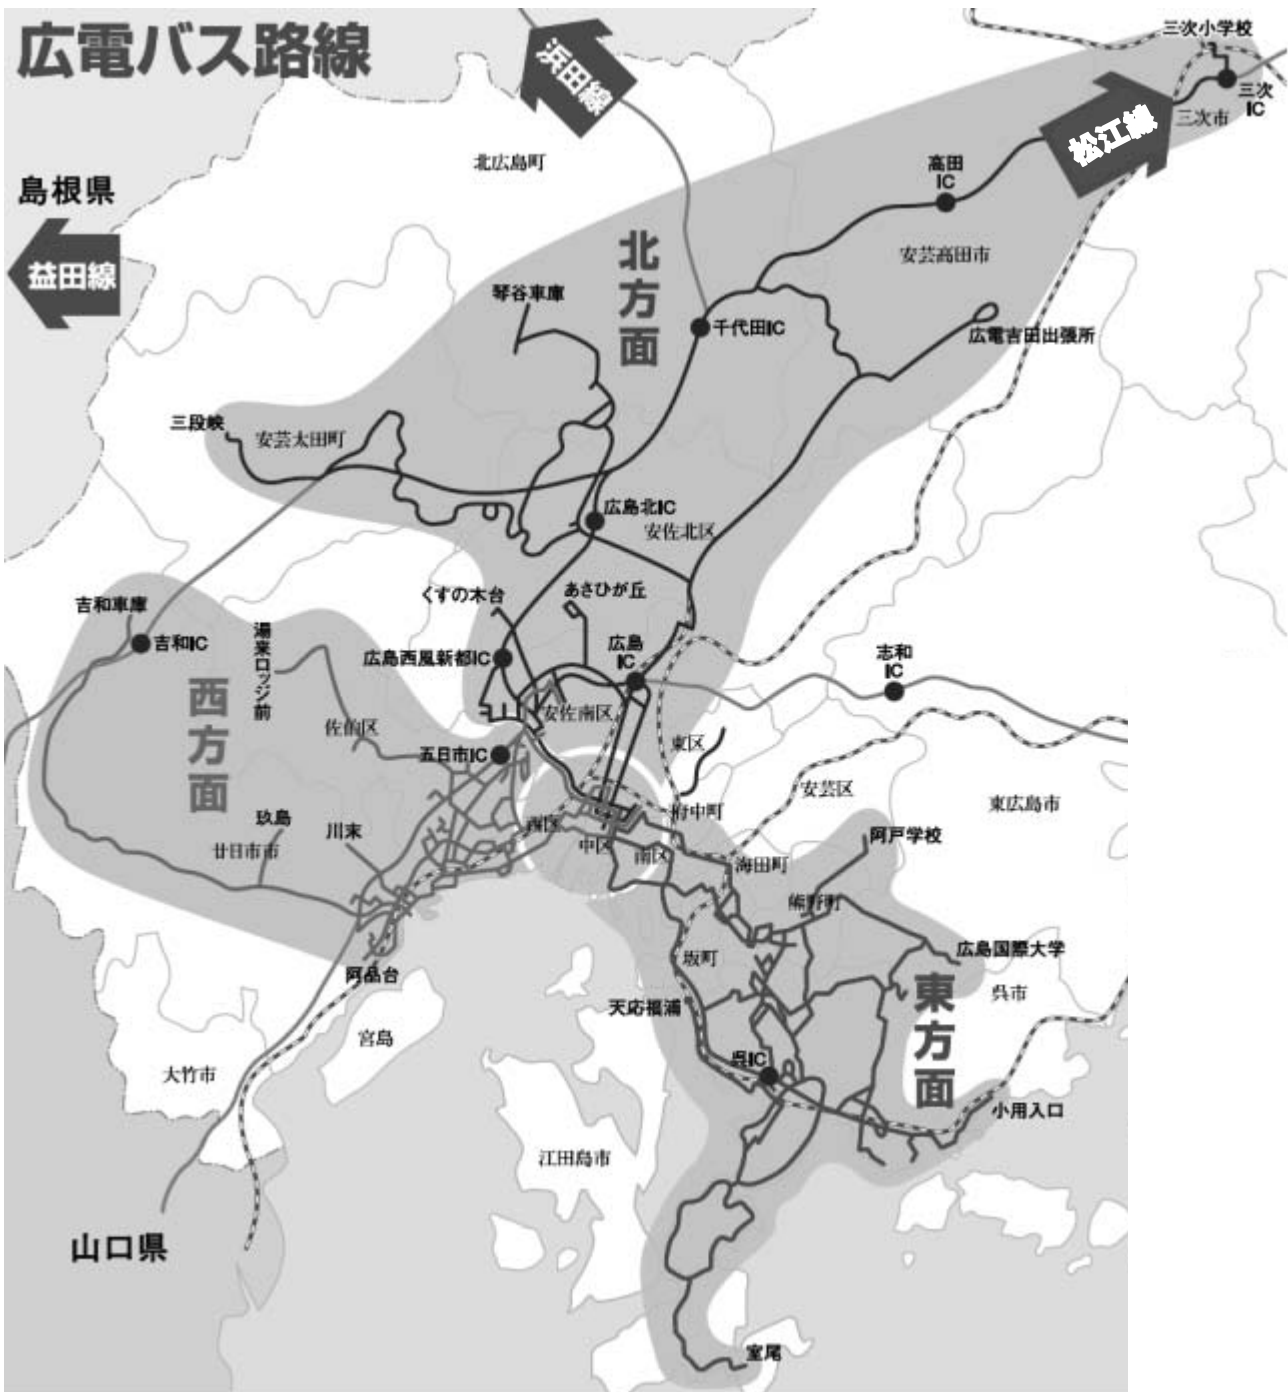 広電バス路線
浜田線
三次小学校
三次
IC
三次市
松江線
北広島町
高田
IC
島根県
益田線
安芸高田市
北方面
琴谷車庫
千代田IC
広電吉田出張所
三段峡
安芸太田町
広島北IC
安佐北区
くすの木台
あさひが丘
吉和車庫
吉和IC
湯来ロッジ前
広島西風新都IC
広島
IC
志和
IC
西方面
佐伯区
安佐南区
東区
五日市IC
安芸区
東広島市
玖島
川末
廿日市市
西区
中区
南区
府中町
海田町
阿戸学校
熊野町
広島国際大学
阿品台
坂町
天応福浦
呉市
東方面
宮島
大竹市
呉IC
小用入口
江田島市
山口県
室尾